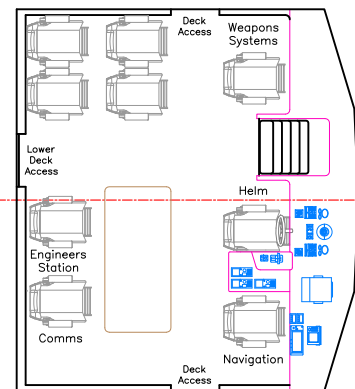 Deck
Access
Weapons
Systems
Lower
Deck
Access
Helm
Engineers
Station
Comms
Navigation
Deck
Access